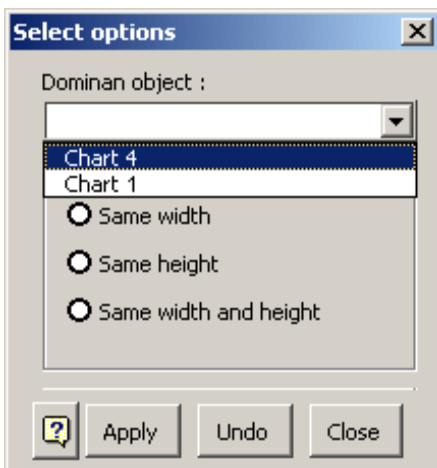 Select options
Dominan object :
Chart 4
Chart 1
Same width
Same height
Same width and height
Apply Undo Close